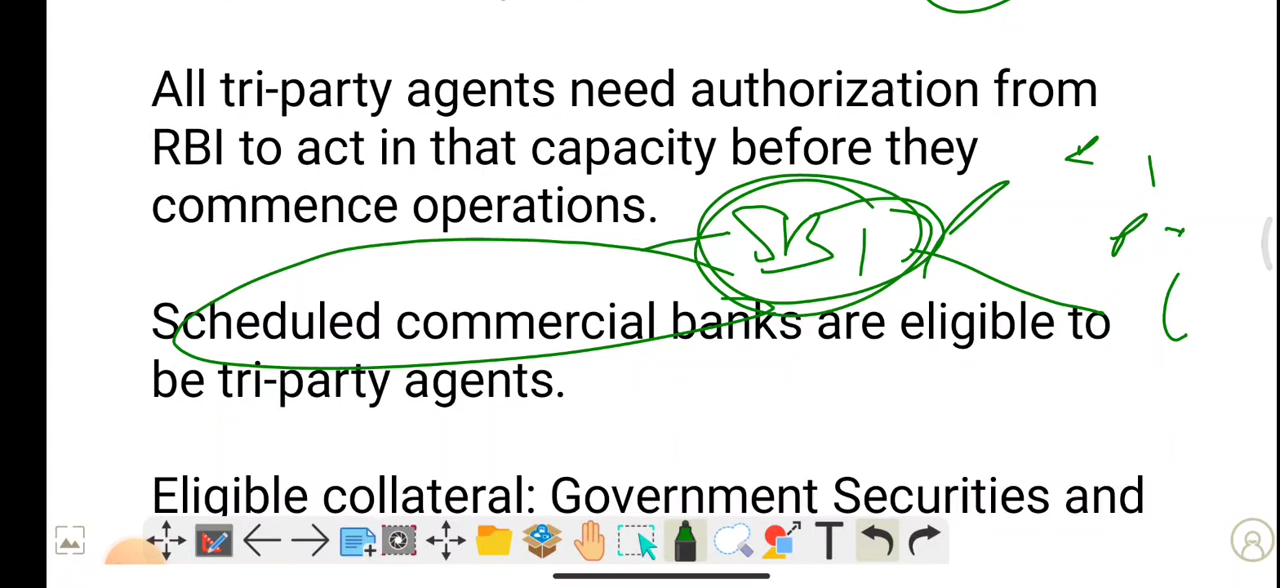 All tri-party agents need authorization from
RBI to act in that capacity before they
commence operations.
SBI
Scheduled commercial banks are eligible to
be tri-party agents.
Eligible collateral: Government Securities and
T